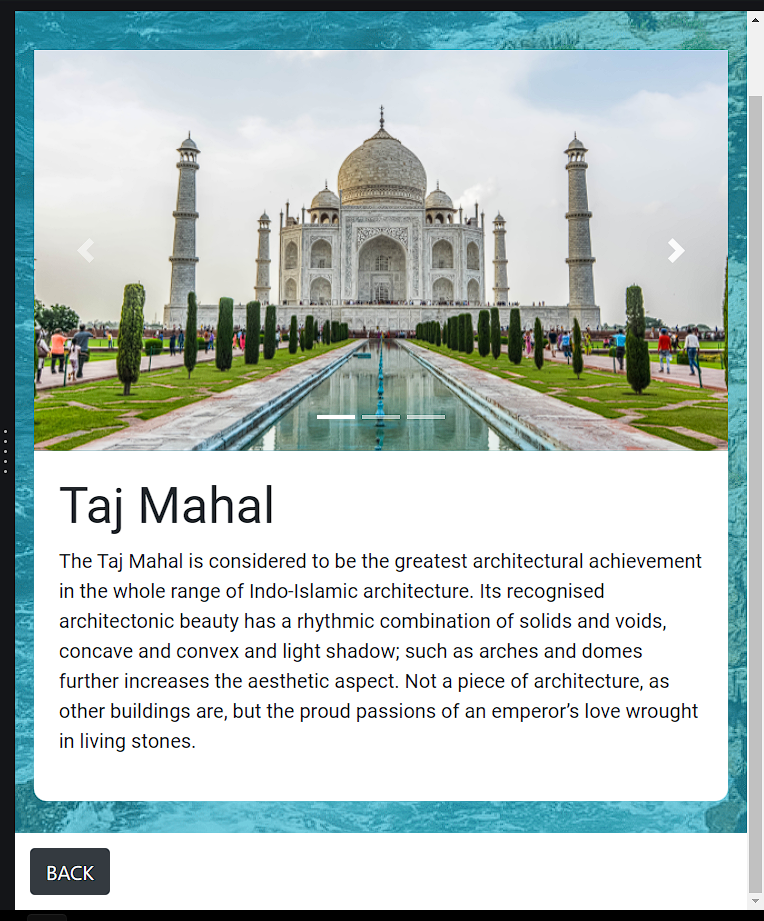 Taj Mahal
The Taj Mahal is considered to be the greatest architectural achievement
in the whole range of Indo-Islamic architecture. Its recognised
architectonic beauty has a rhythmic combination of solids and voids,
concave and convex and light shadow; such as arches and domes
further increases the aesthetic aspect. Not a piece of architecture, as
other buildings are, but the proud passions of an emperor’s love wrought
in living stones.
BACK